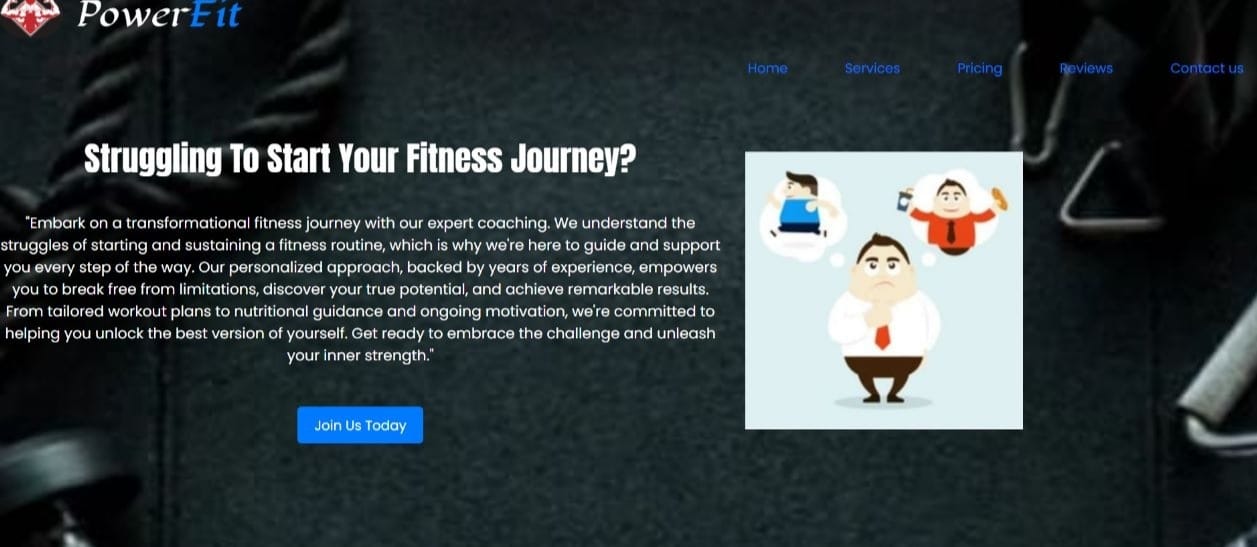 PowerFit
Home Services Pricing Reviews Contact us
Struggling To Start Your Fitness Journey?
"Embark on a transformational fitness journey with our expert coaching. We understand the
struggles of starting and sustaining a fitness routine, which is why we're here to guide and support
you every step of the way. Our personalized approach, backed by years of experience, empowers
you to break free from limitations, discover your true potential, and achieve remarkable results.
From tailored workout plans to nutritional guidance and ongoing motivation, we're committed to
helping you unlock the best version of yourself. Get ready to embrace the challenge and unleash
your inner strength."
Join Us Today